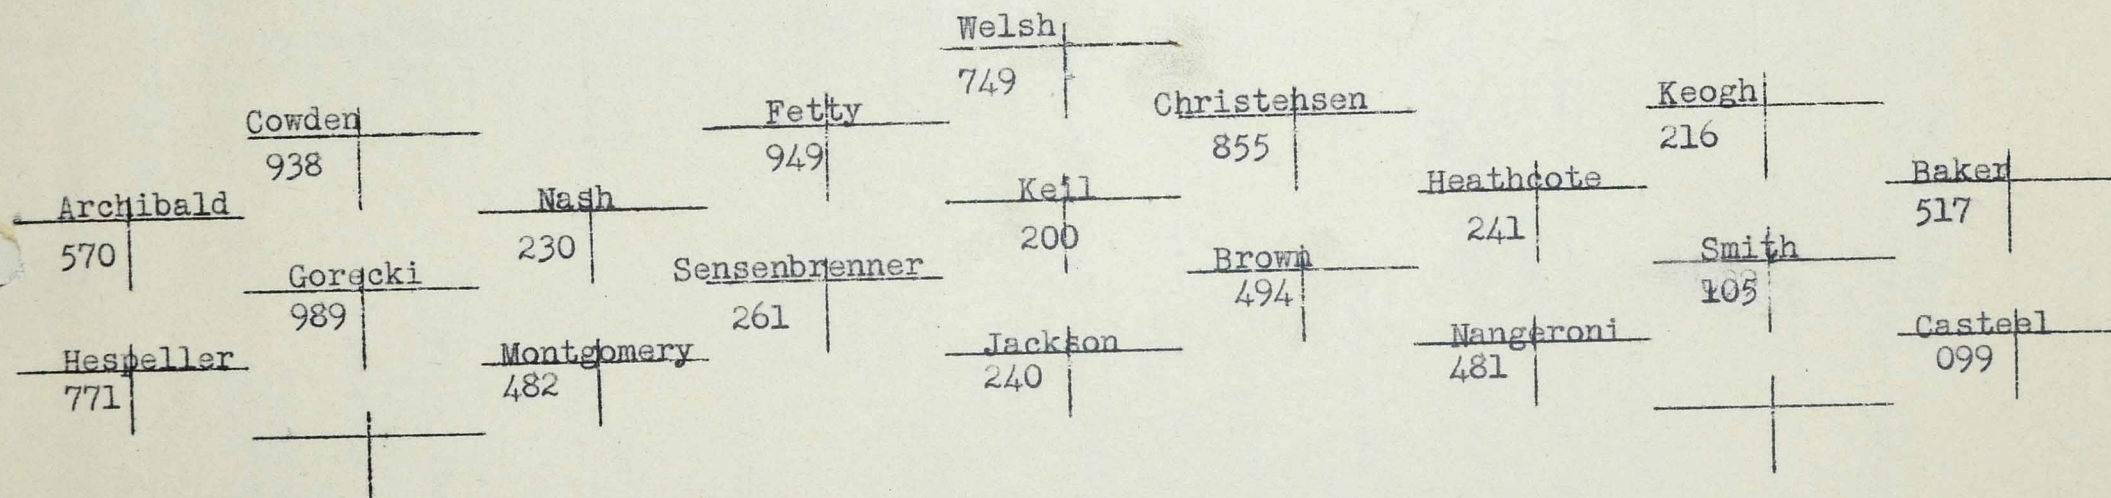 Welsh
749
Cowden
938
Fetty
949
Christensen
855
Keogh
216
Archibald
570
Nash
230
Keil
200
Heathcote
241
Baker
517
Gorecki
989
Sensenbrenner
261
Brown
494
Smith
105
Hespeller
771
Montgomery
482
Jackson
240
Nangeroni
481
Casteel
099